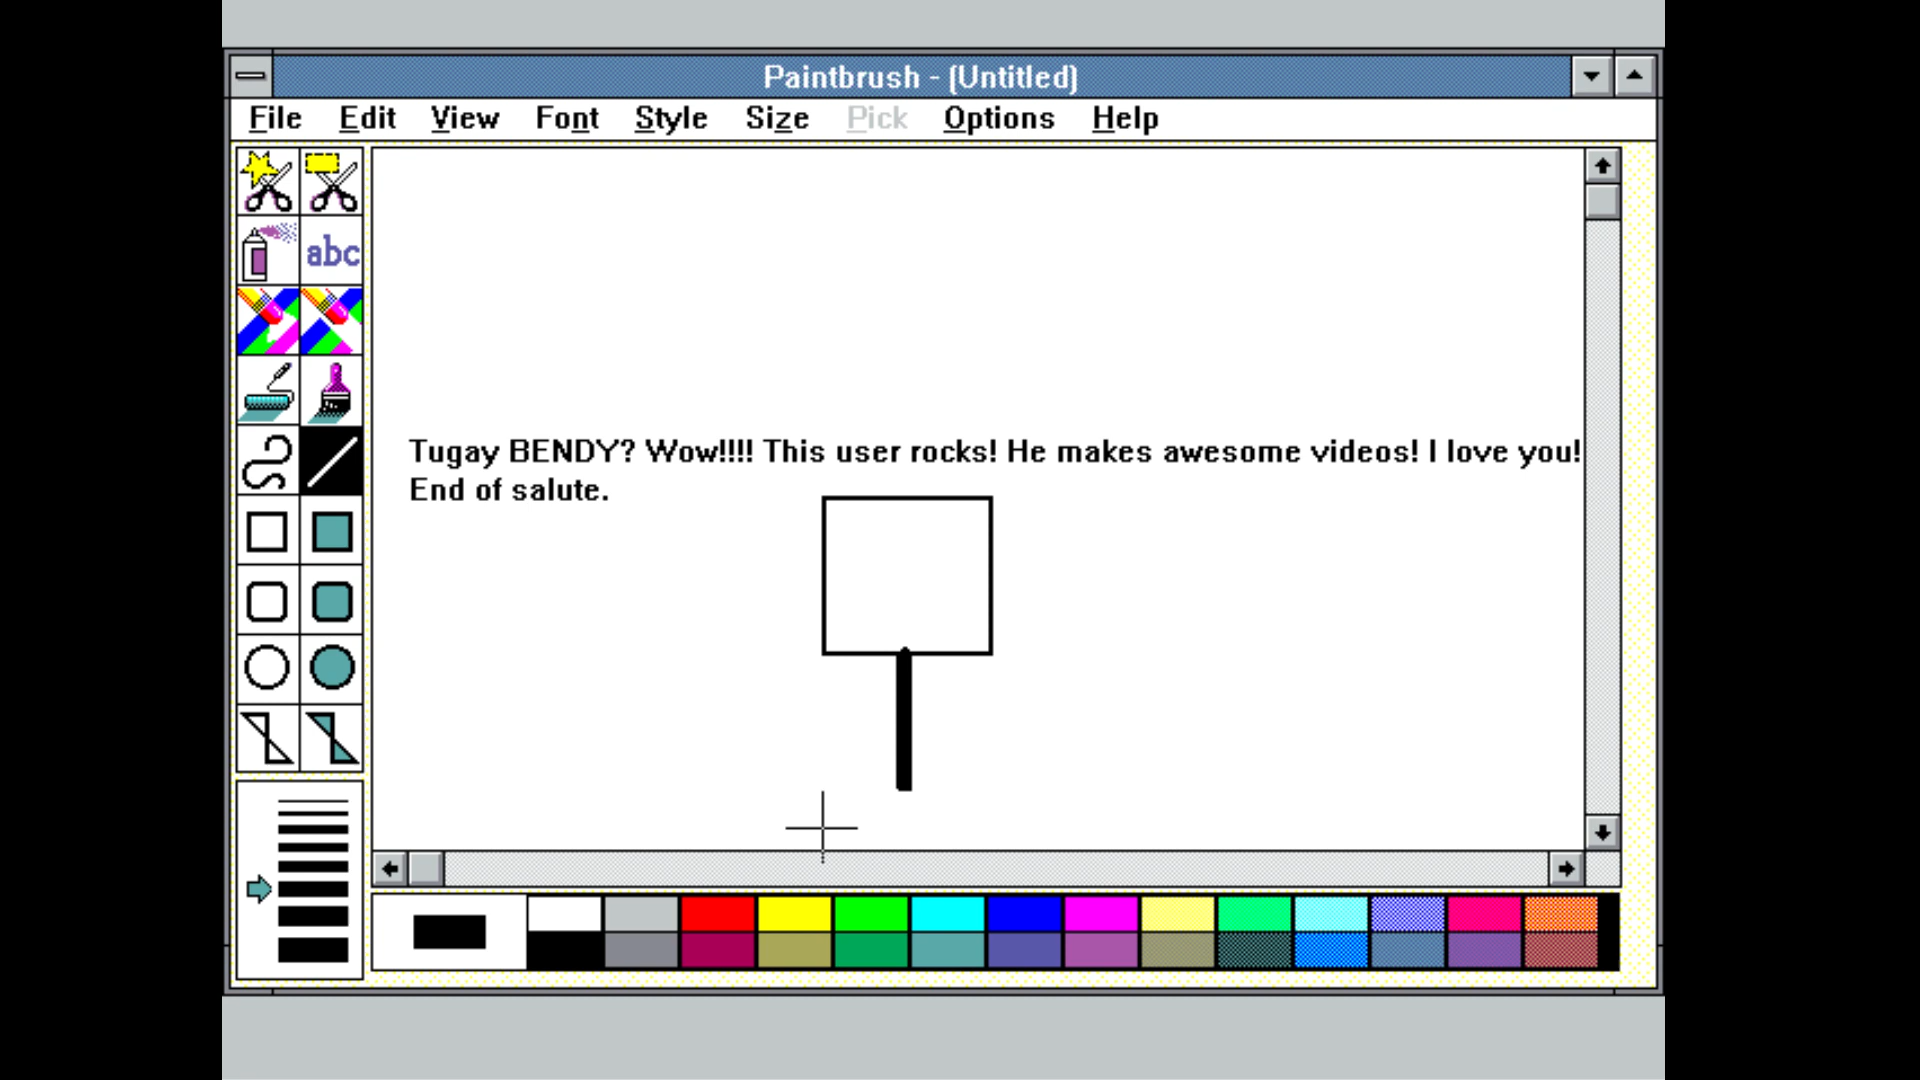 Paintbrush - (Untitled)
File Edit View Font Style Size Pick Options Help
abc
Tugay BENDY? Wow!!!! This user rocks! He makes awesome videos! I love you!
End of salute.